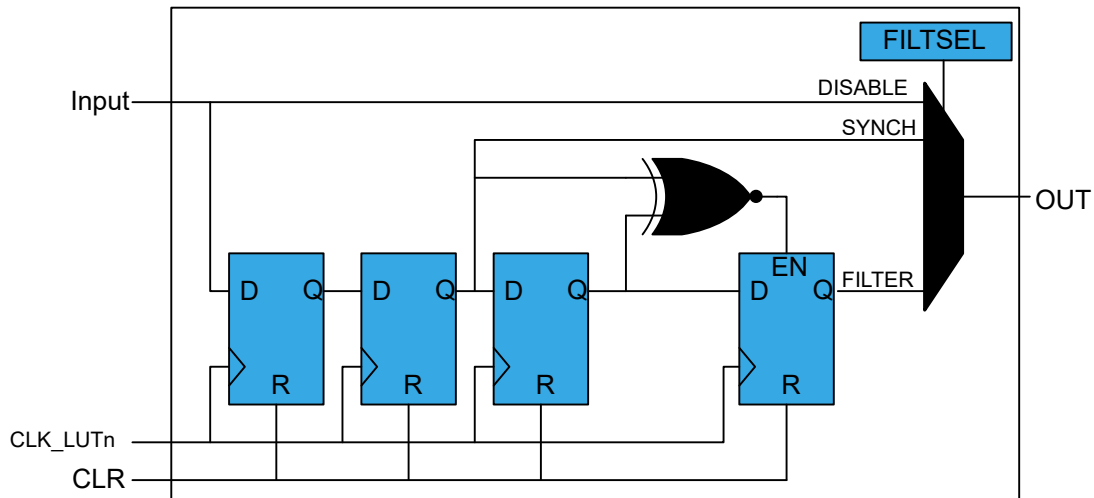 FILTSEL
DISABLE
Input
SYNCH
OUT
EN
D Q D Q D Q D Q
FILTER
R R R R
CLK_LUTn
CLR